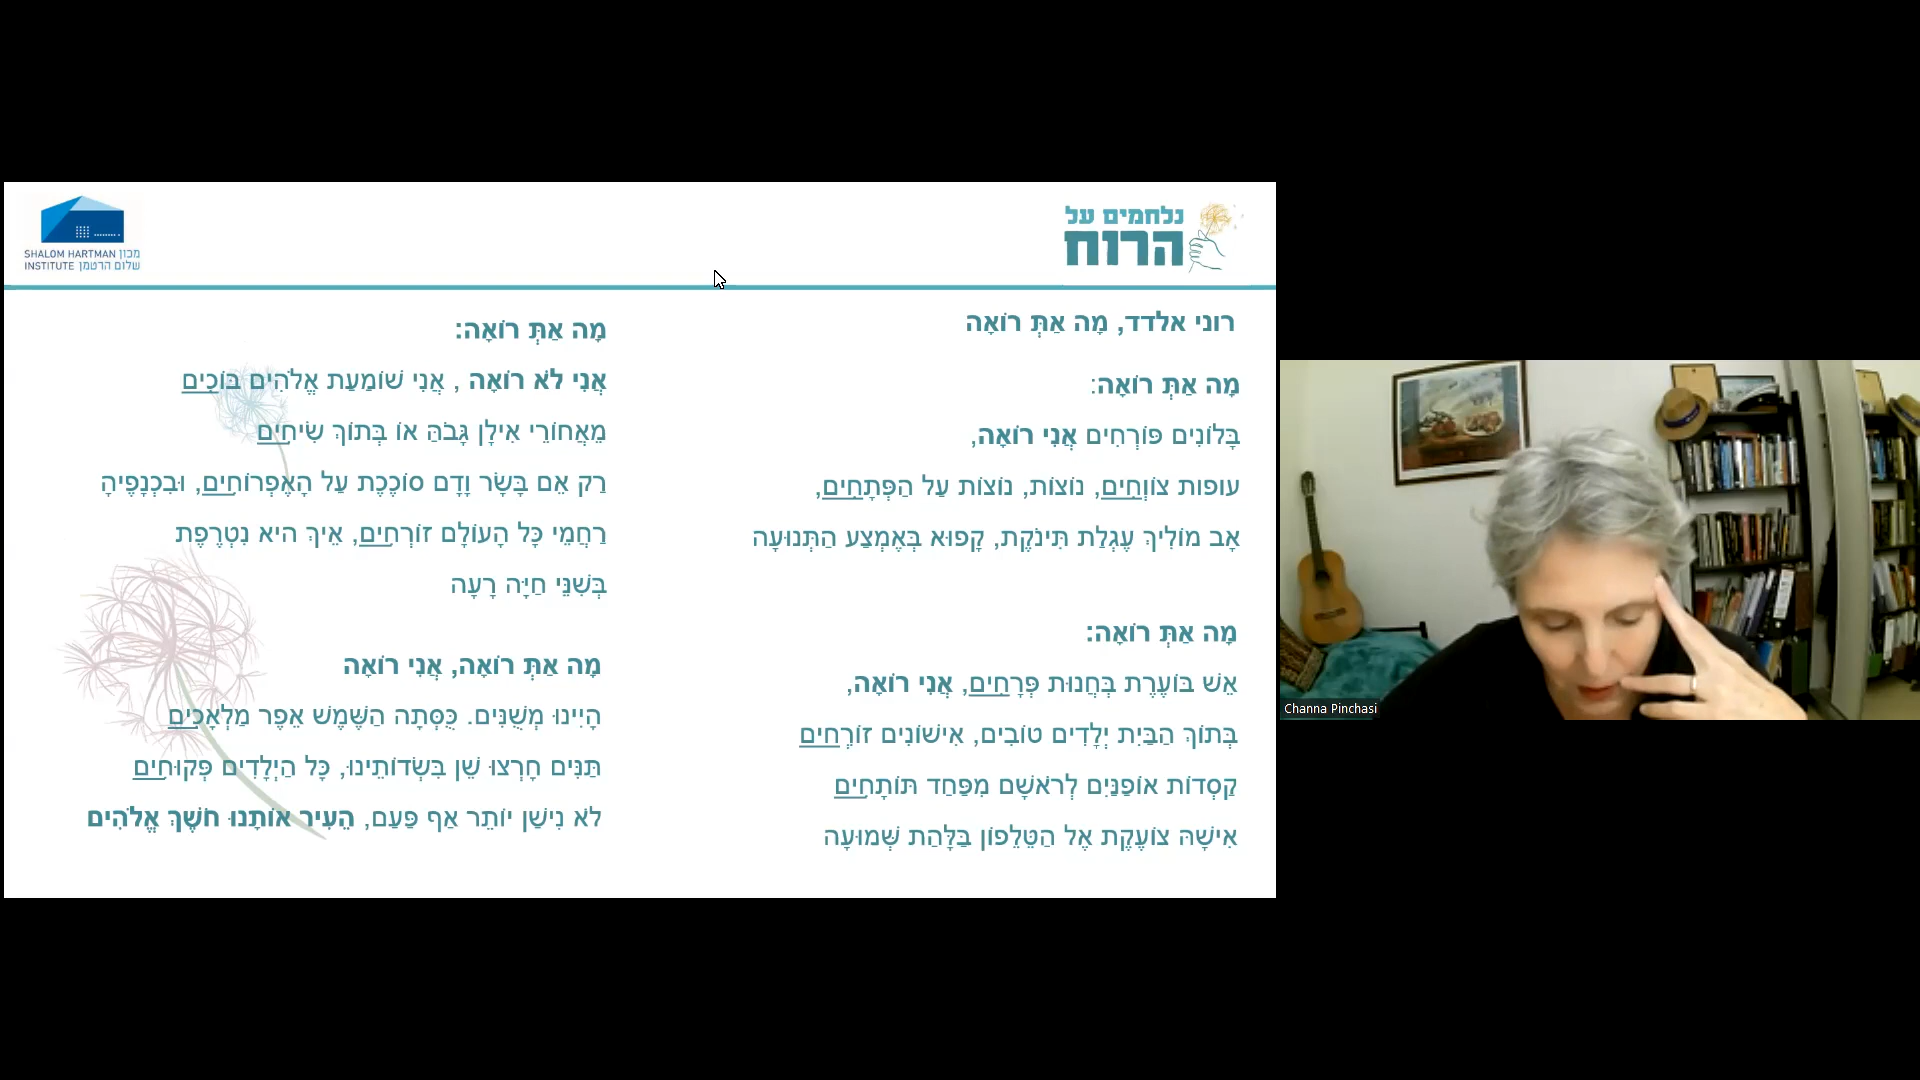 SHALOM HARTMAN מכון
INSTITUTE שלום הרטמן
נלחמים על
הרוח
רוני אלדד, מָה אַתְּ רוֹאָה
מָה אַתְּ רוֹאָה:
בָּלוֹנִים פּוֹרְחִים אֲנִי רוֹאָה,
עופות צוֹוְחִים, נוֹצוֹת, נוֹצוֹת עַל הַפְּתָחִים,
אָב מוֹלִיךְ עֶגְלַת תִּינֹקֶת, קָפוּא בְּאֶמְצַע הַתְּנוּעָה
מָה אַתְּ רוֹאָה:
אֵשׁ בּוֹעֶרֶת בְּחֲנוּת פְּרָחִים, אֲנִי רוֹאָה,
בְּתוֹךְ הַבַּיִת יְלָדִים טוֹבִים, אִישׁוֹנִים זוֹרְחִים
קַסְדוֹת אוֹפַנַּיִם לְרֹאשָׁם מִפַּחַד תּוֹתָחִים
אִישָׁהּ צוֹעֶקֶת אֶל הַטֵּלֵפוֹן בַּלָּהַת שְּׁמוּעָה
מָה אַתְּ רוֹאָה:
אֲנִי לֹא רוֹאָה , אֲנִי שׁוֹמַעַת אֱלֹהִים בּוֹכִים
מֵאֲחוֹרֵי אִילָן גָּבֹהַּ אוֹ בְּתוֹךְ שִׂיחִים
רַק אֵם בָּשָׂר וָדָם סוֹכֶכֶת עַל הָאֶפְרוֹחִים, וּבִכְנָפֶיהָ
רַחֲמֵי כָּל הָעוֹלָם זוֹרְחִים, אֵיךְ הִיא נִטְרֶפֶת
בְּשִׁנֵּי חַיָּה רָעָה
מָה אַתְּ רוֹאָה, אֲנִי רוֹאָה
הָיִינוּ מְשֻׁנִּים. כִּסְּתָה הַשֶּׁמֶשׁ אֵפֶר מַלְאָכִים
תַּנִּים חָרְצוּ שֵׁן בִּשְׂדוֹתֵינוּ, כָּל הַיְלָדִים פְּקוּחִים
לֹא נִישַׁן יוֹתֵר אַף פַּעַם, הֵעִיר אוֹתָנוּ חֹשֶׁךְ אֱלֹהִים
Channa Pinchasi